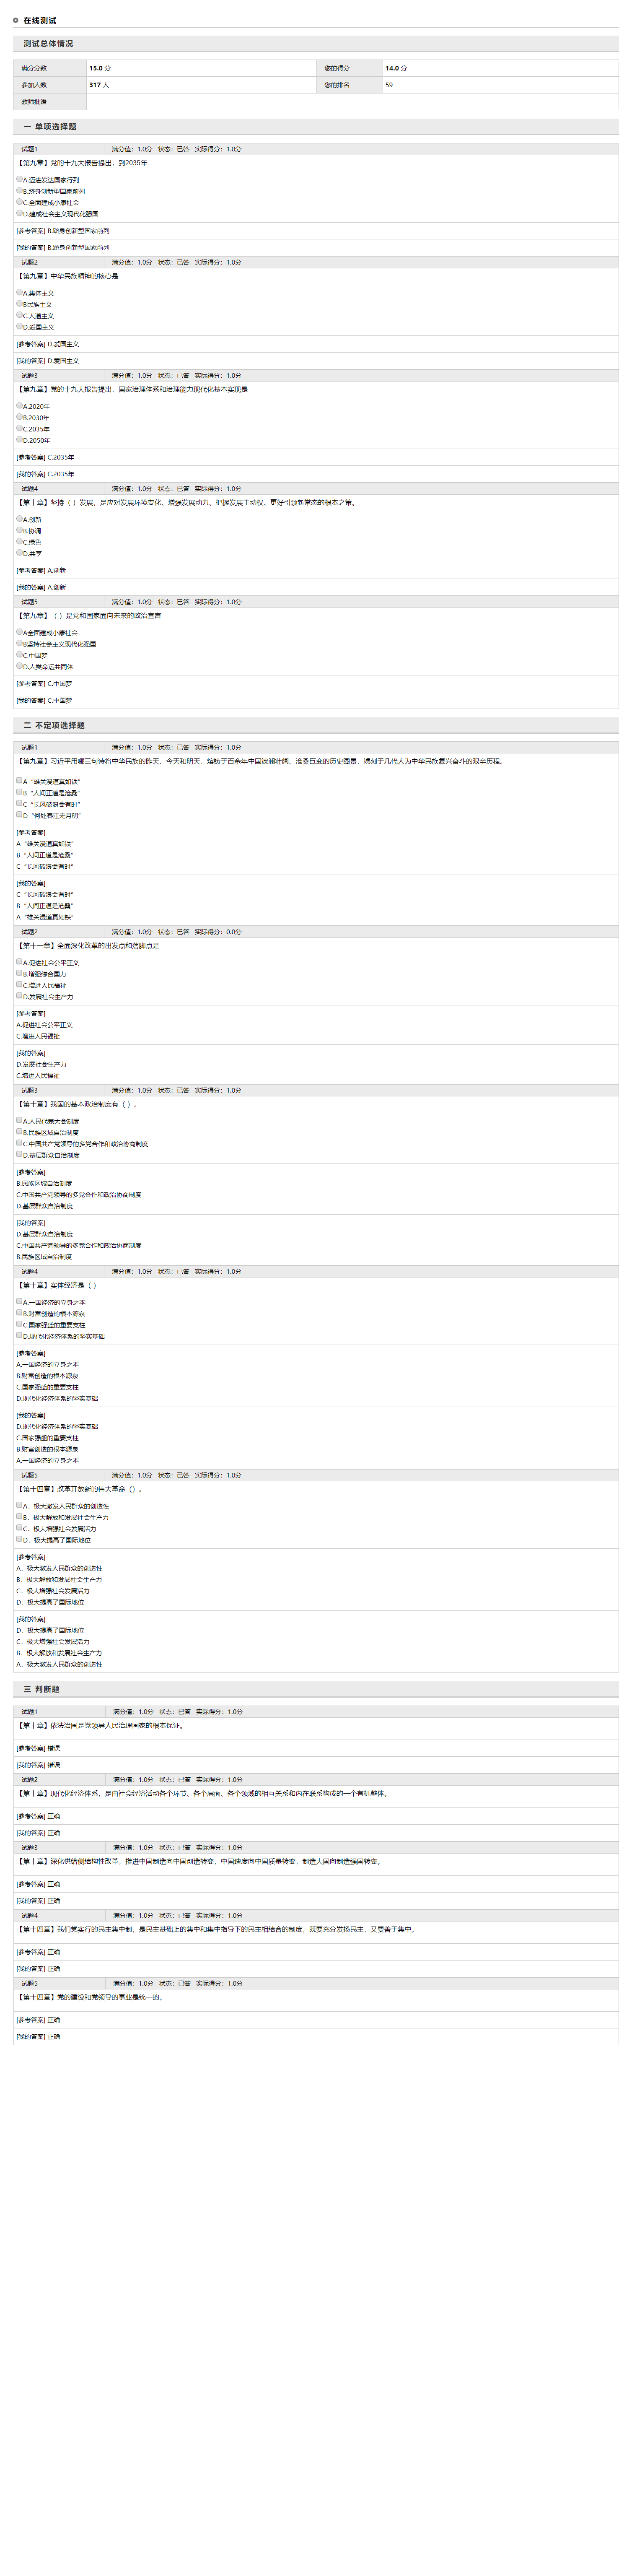 在线测试
测试总体情况
满分分数 15.0 分 您的得分 14.0 分
参加人数 317 人 您的排名 59
教师批语
一 单项选择题
试题1 满分值：1.0分 状态：已答 实际得分：1.0分
【第九章】党的十九大报告提出，到2035年
A.迈进发达国家行列
B.跻身创新型国家前列
C.全面建成小康社会
D.建成社会主义现代化强国
[参考答案] B.跻身创新型国家前列
[我的答案] B.跻身创新型国家前列
试题2 满分值：1.0分 状态：已答 实际得分：1.0分
【第九章】中华民族精神的核心是
A.集体主义
B民族主义
C.人道主义
D.爱国主义
[参考答案] D.爱国主义
[我的答案] D.爱国主义
试题3 满分值：1.0分 状态：已答 实际得分：1.0分
【第九章】党的十九大报告提出，国家治理体系和治理能力现代化基本实现是
A.2020年
B.2030年
C.2035年
D.2050年
[参考答案] C.2035年
[我的答案] C.2035年
试题4 满分值：1.0分 状态：已答 实际得分：1.0分
【第十章】坚持（ ）发展，是应对发展环境变化，增强发展动力，把握发展主动权，更好引领新常态的根本之策。
A.创新
B.协调
C.绿色
D.共享
[参考答案] A.创新
[我的答案] A.创新
试题5 满分值：1.0分 状态：已答 实际得分：1.0分
【第九章】（ ）是党和国家面向未来的政治宣言
A全面建成小康社会
B坚持社会主义现代化强国
C.中国梦
D.人类命运共同体
[参考答案] C.中国梦
[我的答案] C.中国梦
二 不定项选择题
试题1 满分值：1.0分 状态：已答 实际得分：1.0分
【第九章】习近平用哪三句诗将中华民族的昨天、今天和明天，熔铸于百余年中国波澜壮阔、沧桑巨变的历史图景，镌刻于几代人为中华民族复兴奋斗的艰辛历程。
A “雄关漫道真如铁”
B “人间正道是沧桑”
C “长风破浪会有时”
D “何处春江无月明”
[参考答案]
A “雄关漫道真如铁”
B “人间正道是沧桑”
C “长风破浪会有时”
[我的答案]
C “长风破浪会有时”
B “人间正道是沧桑”
A “雄关漫道真如铁”
试题2 满分值：1.0分 状态：已答 实际得分：0.0分
【第十一章】全面深化改革的出发点和落脚点是
A.促进社会公平正义
B.增强综合国力
C.增进人民福祉
D.发展社会生产力
[参考答案]
A.促进社会公平正义
C.增进人民福祉
[我的答案]
D.发展社会生产力
C.增进人民福祉
试题3 满分值：1.0分 状态：已答 实际得分：1.0分
【第十章】我国的基本政治制度有（ ）。
A.人民代表大会制度
B.民族区域自治制度
C.中国共产党领导的多党合作和政治协商制度
D.基层群众自治制度
[参考答案]
B.民族区域自治制度
C.中国共产党领导的多党合作和政治协商制度
D.基层群众自治制度
[我的答案]
D.基层群众自治制度
C.中国共产党领导的多党合作和政治协商制度
B.民族区域自治制度
试题4 满分值：1.0分 状态：已答 实际得分：1.0分
【第十章】实体经济是（ ）
A.一国经济的立身之本
B.财富创造的根本源泉
C.国家强盛的重要支柱
D.现代化经济体系的坚实基础
[参考答案]
A.一国经济的立身之本
B.财富创造的根本源泉
C.国家强盛的重要支柱
D.现代化经济体系的坚实基础
[我的答案]
D.现代化经济体系的坚实基础
C.国家强盛的重要支柱
B.财富创造的根本源泉
A.一国经济的立身之本
试题5 满分值：1.0分 状态：已答 实际得分：1.0分
【第十四章】改革开放新的伟大革命（）。
A．极大激发人民群众的创造性
B．极大解放和发展社会生产力
C．极大增强社会发展活力
D．极大提高了国际地位
[参考答案]
A．极大激发人民群众的创造性
B．极大解放和发展社会生产力
C．极大增强社会发展活力
D．极大提高了国际地位
[我的答案]
D．极大提高了国际地位
C．极大增强社会发展活力
B．极大解放和发展社会生产力
A．极大激发人民群众的创造性
三 判断题
试题1 满分值：1.0分 状态：已答 实际得分：1.0分
【第十章】依法治国是党领导人民治理国家的根本保证。
[参考答案] 错误
[我的答案] 错误
试题2 满分值：1.0分 状态：已答 实际得分：1.0分
【第十章】现代化经济体系，是由社会经济活动各个环节、各个层面、各个领域的相互关系和内在联系构成的一个有机整体。
[参考答案] 正确
[我的答案] 正确
试题3 满分值：1.0分 状态：已答 实际得分：1.0分
【第十章】深化供给侧结构性改革，推进中国制造向中国创造转变，中国速度向中国质量转变，制造大国向制造强国转变。
[参考答案] 正确
[我的答案] 正确
试题4 满分值：1.0分 状态：已答 实际得分：1.0分
【第十四章】我们党实行的民主集中制，是民主基础上的集中和集中指导下的民主相结合的制度，既要充分发扬民主，又要善于集中。
[参考答案] 正确
[我的答案] 正确
试题5 满分值：1.0分 状态：已答 实际得分：1.0分
【第十四章】党的建设和党领导的事业是统一的。
[参考答案] 正确
[我的答案] 正确